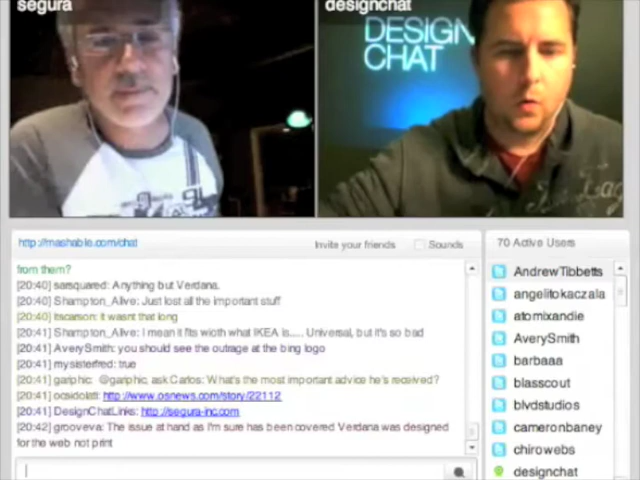 segura
designchat
DESIGN
CHAT
http://mashable.com/chat
Invite your friends
Sounds
70 Active Users
from them?
[20:40] sarsquared: Anything but Verdana.
[20:40] Shampton_Alive: Just lost all the important stuff
[20:40] ltscarson: it wasnt that long
[20:41] Shampton_Alive: I mean it fits wioth what IKEA is..... Universal, but it's so bad
[20:41] AverySmith: you should see the outrage at the bing logo
[20:41] mysisterfred: true
[20:41] gariphic: @gariphic, ask Carlos: What's the most important advice he's received?
[20:41] ocsidolati: http://www.osnews.com/story/22112
[20:41] DesignChatLinks: http://segura-inc.com
[20:42] grooveva: The issue at hand as I'm sure has been covered Verdana was designed
for the web not print
AndrewTibbetts
angelitokaczala
atomixandie
AverySmith
barbaaa
blasscout
blvdstudios
cameronbaney
chirowebs
designchat